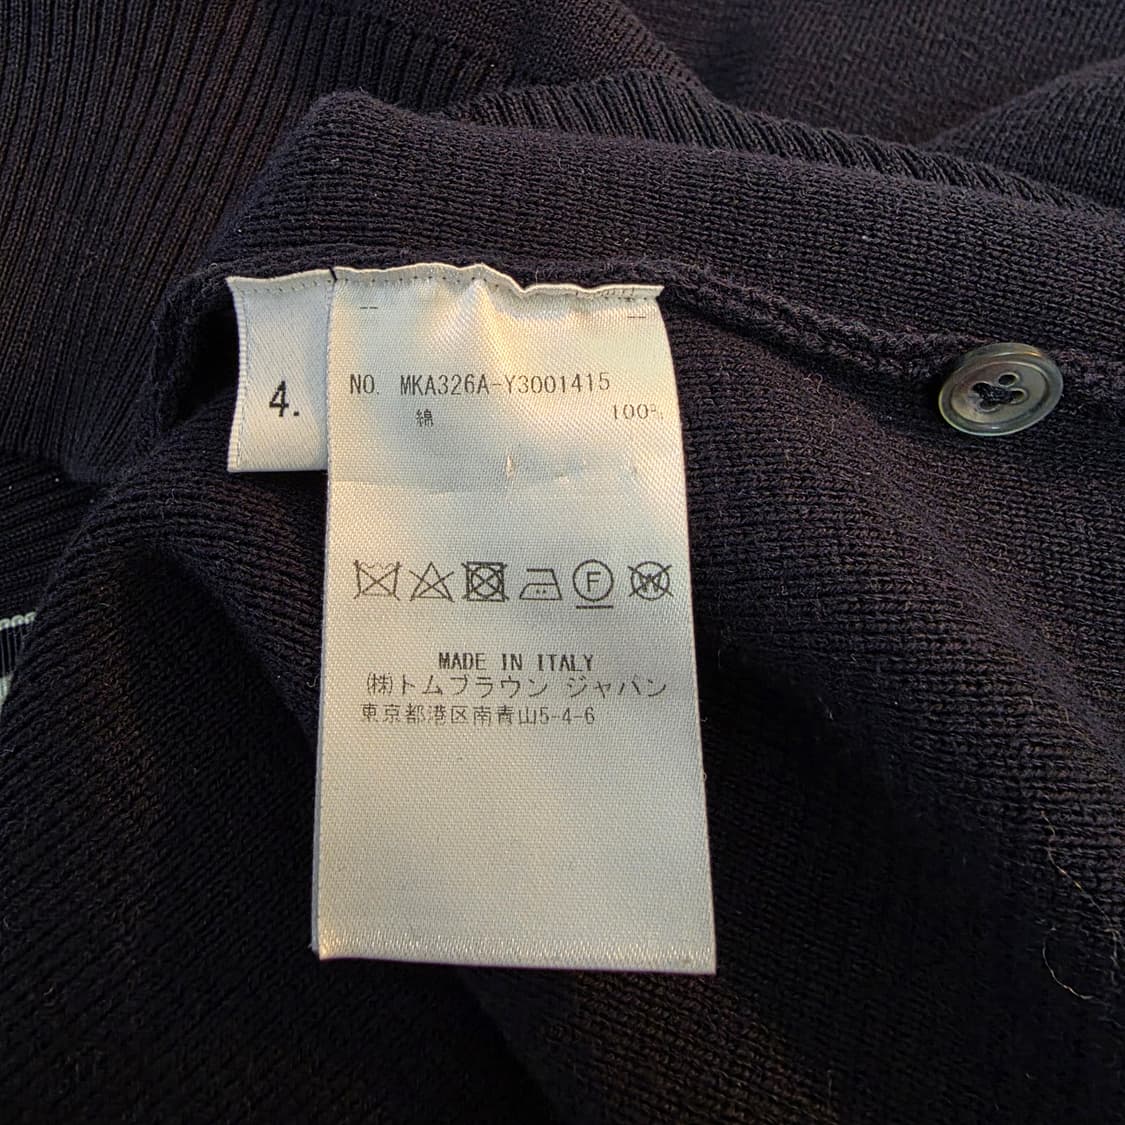 4.
NO. MKA326A-Y3001415
綿 100%
F
W
MADE IN ITALY
(株)トムブラウン ジャパン
東京都港区南青山5-4-6